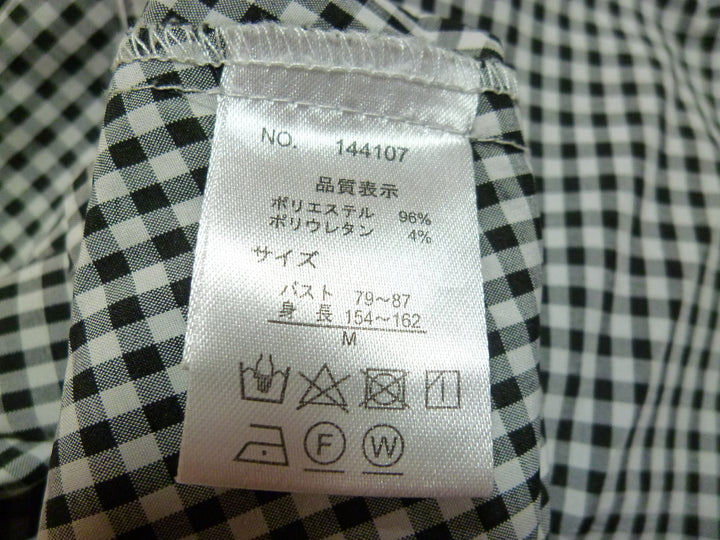 NO. 144107
品質表示
ポリエステル 96%
ポリウレタン 4%
サイズ
バスト 79～87
身長 154～162
M
F W